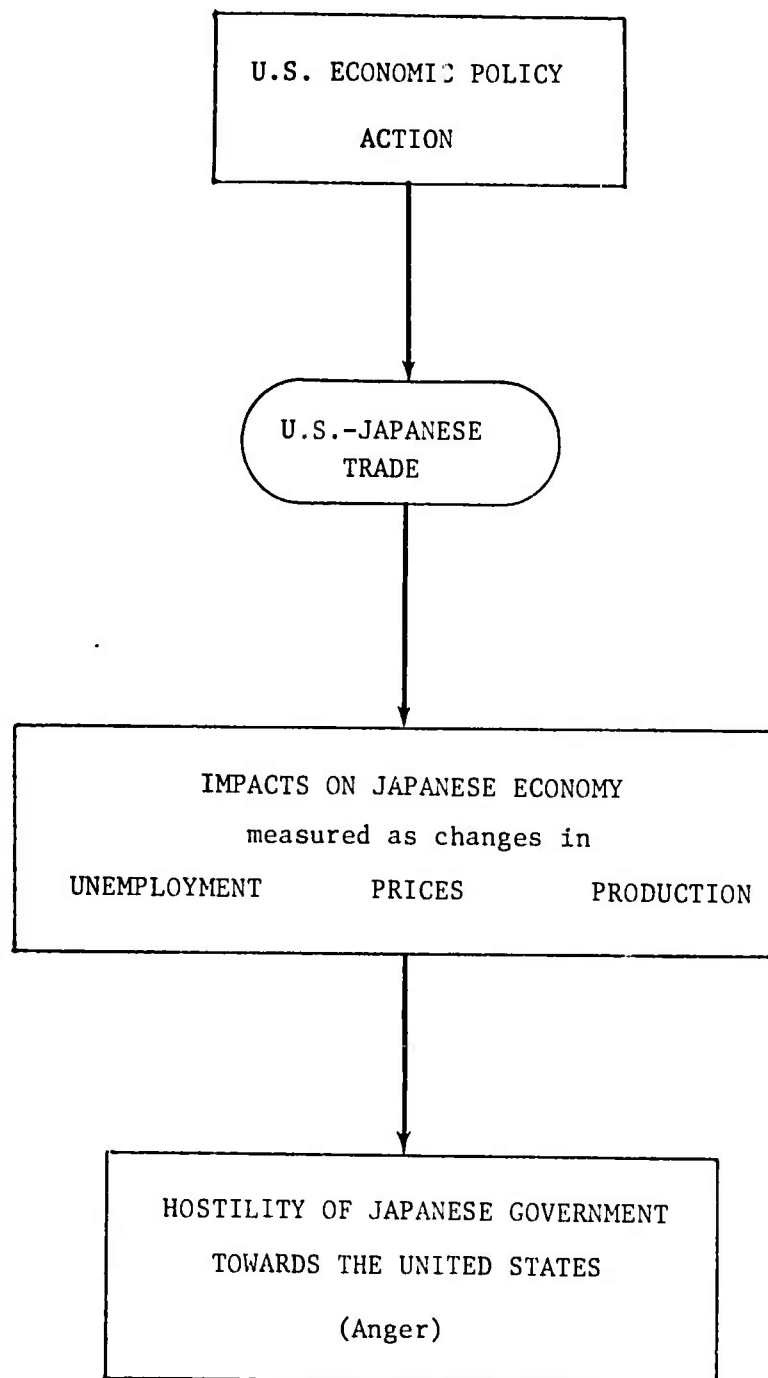 U.S. ECONOMIC POLICY
ACTION
U.S.-JAPANESE
TRADE
IMPACTS ON JAPANESE ECONOMY
measured as changes in
UNEMPLOYMENT PRICES PRODUCTION
HOSTILITY OF JAPANESE GOVERNMENT
TOWARDS THE UNITED STATES
(Anger)